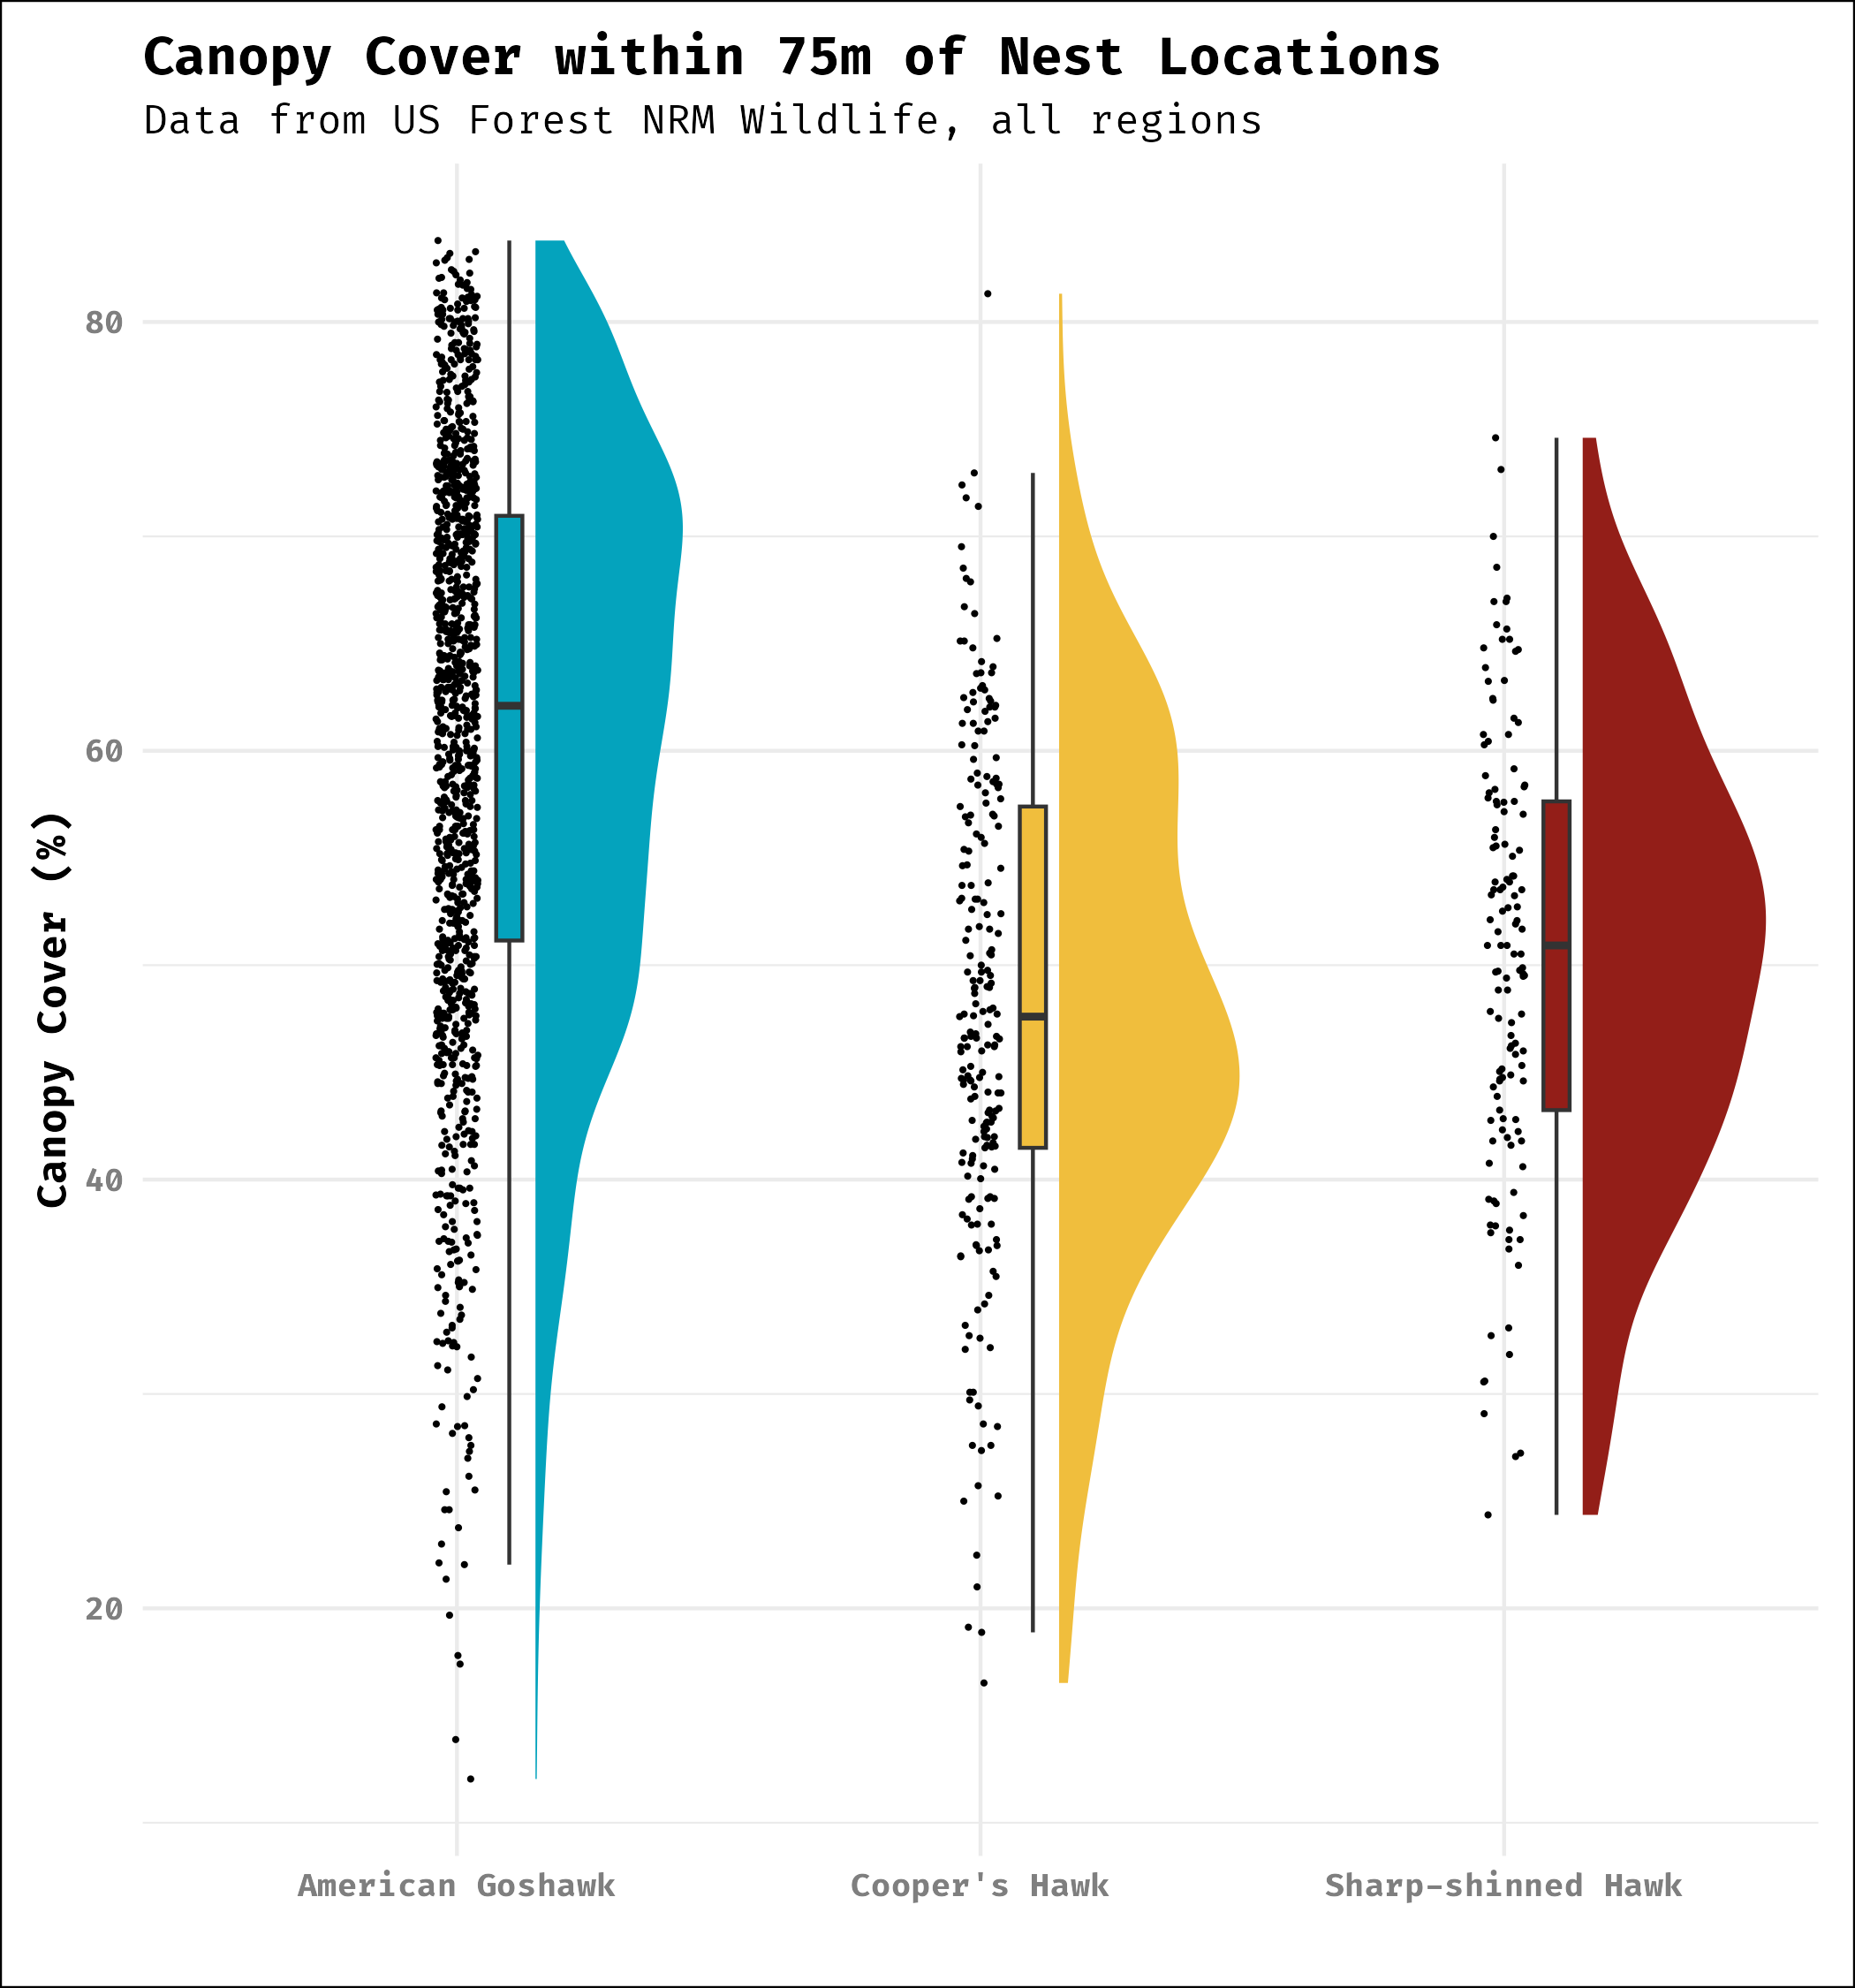 Canopy Cover within 75m of Nest Locations
Data from US Forest NRM Wildlife, all regions
Canopy Cover (%)
80
60
40
20
American Goshawk
Cooper's Hawk
Sharp-shinned Hawk